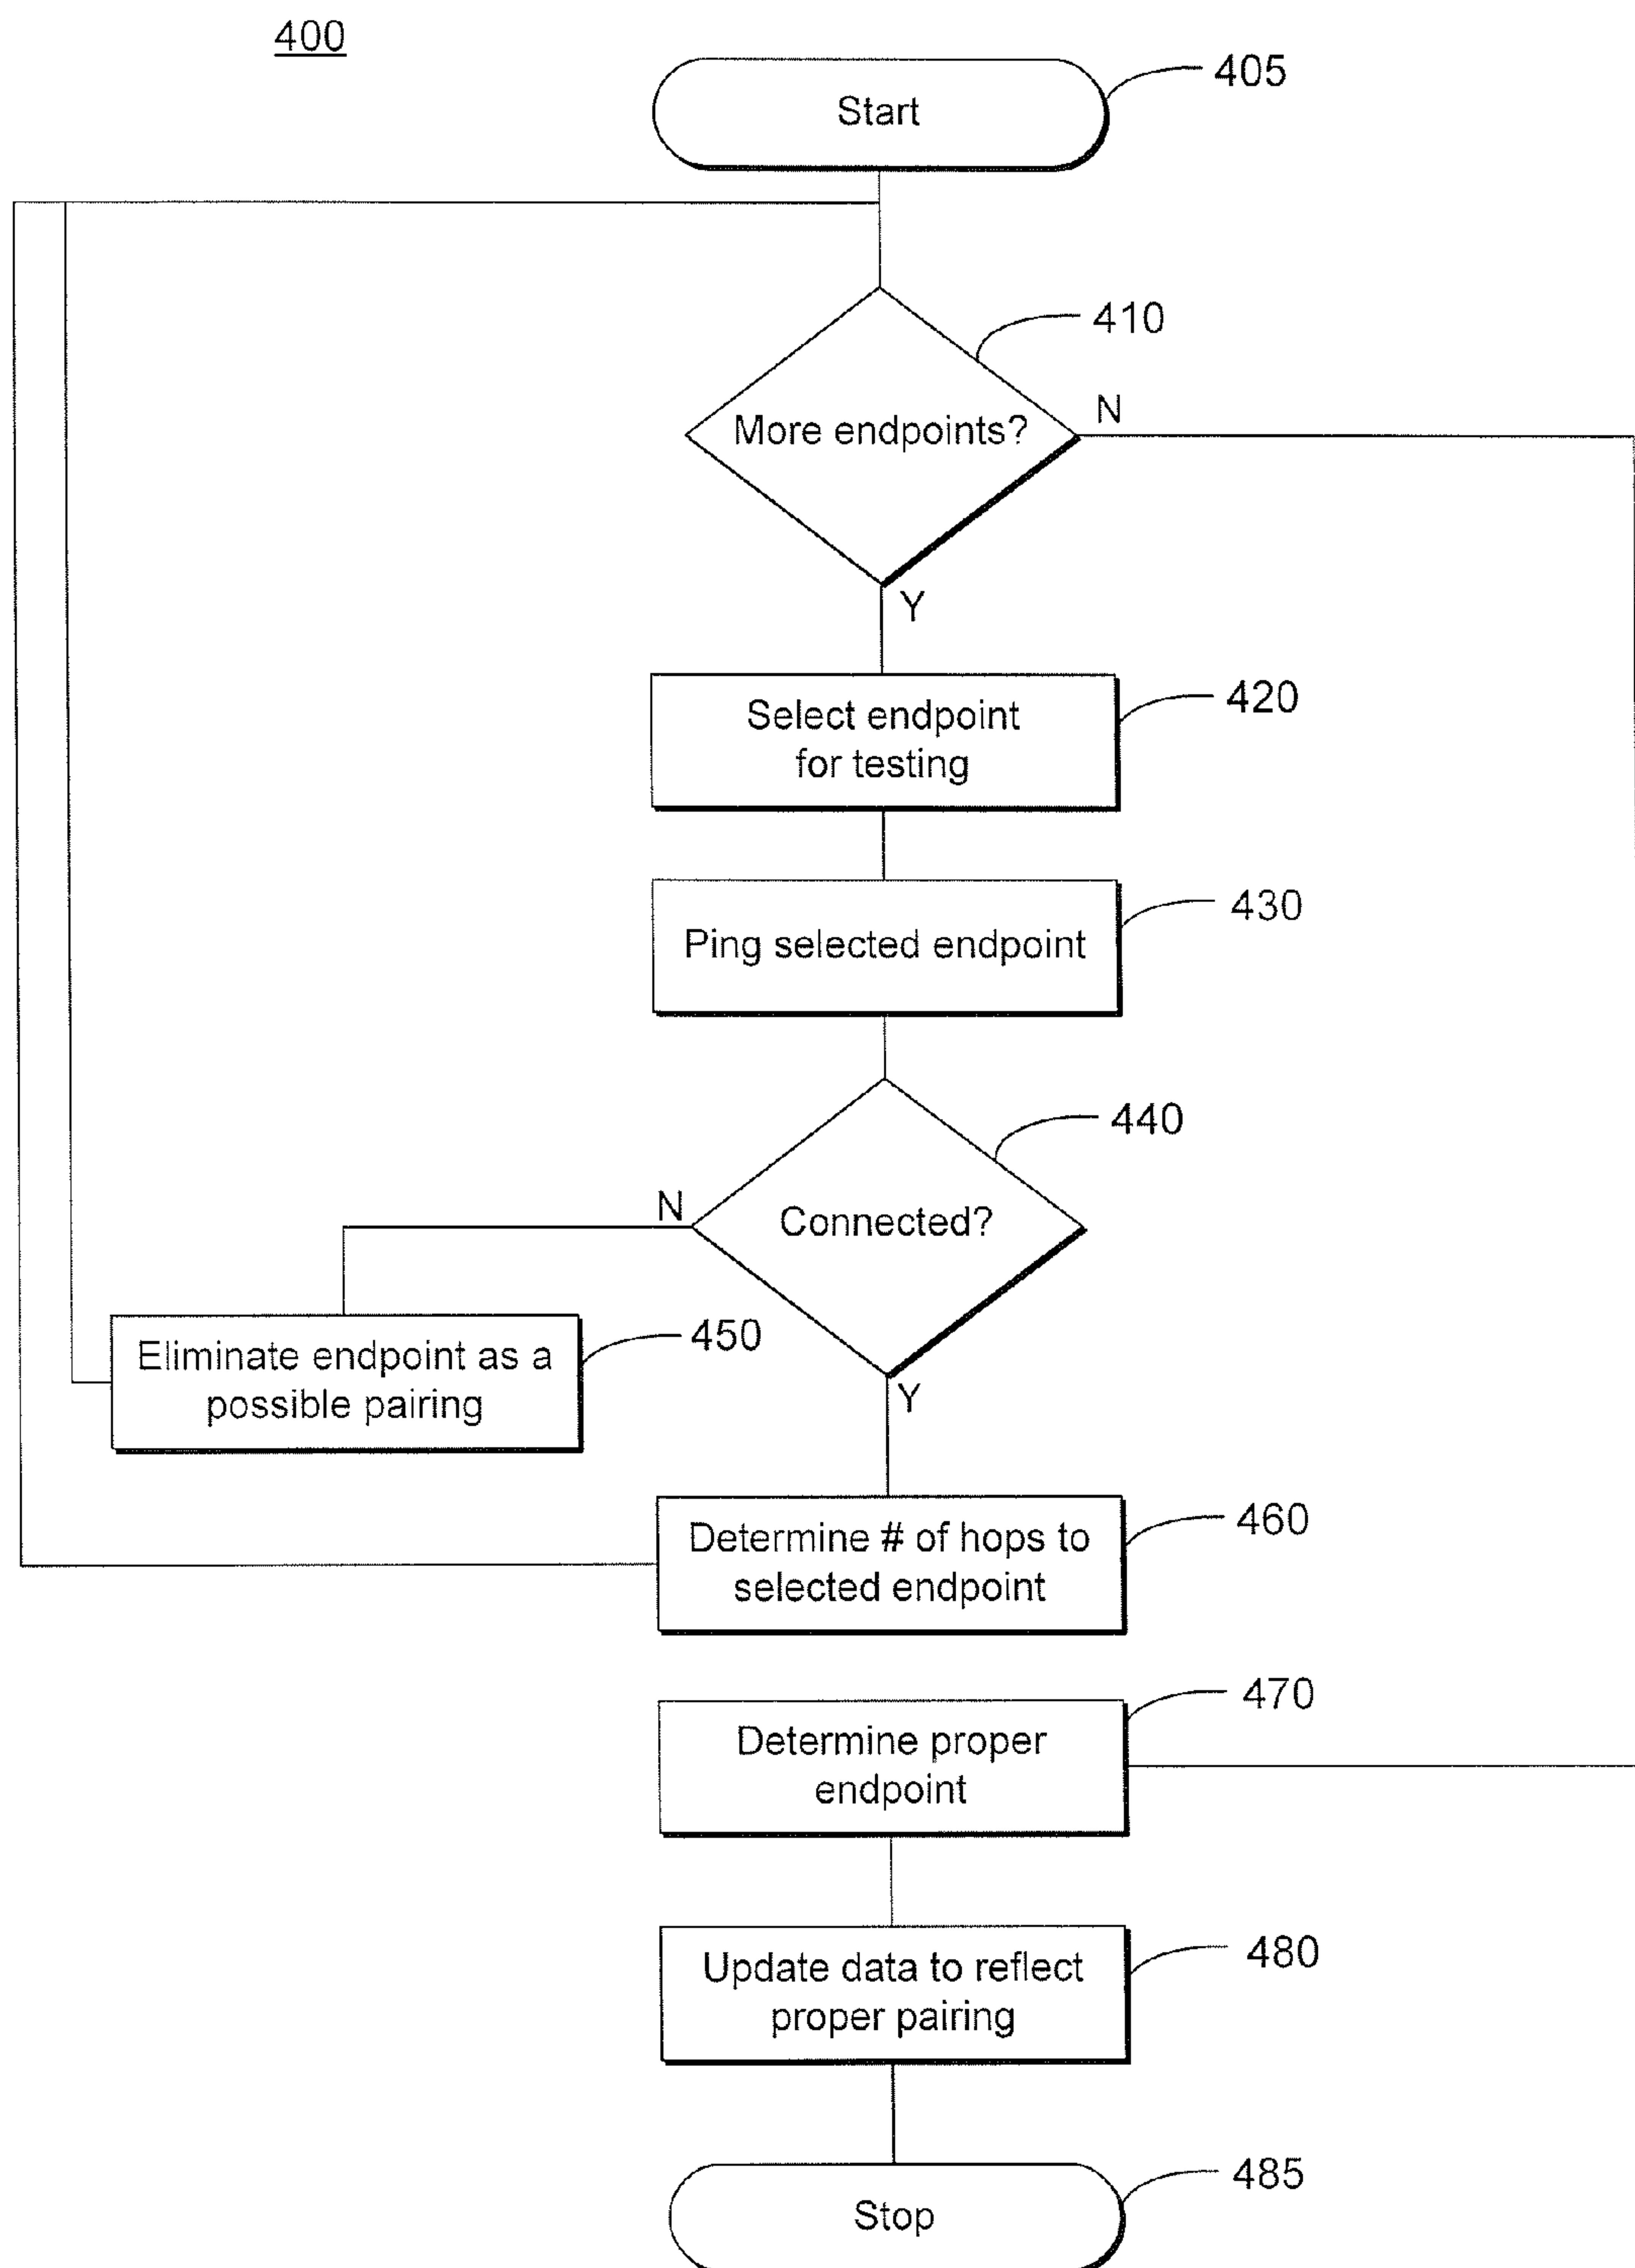 400
405
Start
410
More endpoints?
N
Y
420
Select endpoint
for testing
430
Ping selected endpoint
440
Connected?
N
Y
450
Eliminate endpoint as a
possible pairing
460
Determine # of hops to
selected endpoint
470
Determine proper
endpoint
480
Update data to reflect
proper pairing
485
Stop